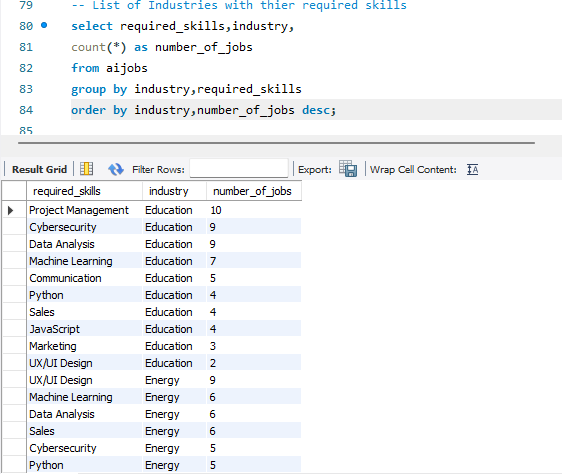 79 -- List of Industries with thier required skills
80 select required_skills,industry,
81 count(*) as number_of_jobs
82 from aijobs
83 group by industry,required_skills
84 order by industry,number_of_jobs desc;
85
Result Grid Filter Rows: Export: Wrap Cell Content: IA
required_skills industry number_of_jobs
Project Management Education 10
Cybersecurity Education 9
Data Analysis Education 9
Machine Learning Education 7
Communication Education 5
Python Education 4
Sales Education 4
JavaScript Education 4
Marketing Education 3
UX/UI Design Education 2
UX/UI Design Energy 9
Machine Learning Energy 6
Data Analysis Energy 6
Sales Energy 6
Cybersecurity Energy 5
Python Energy 5